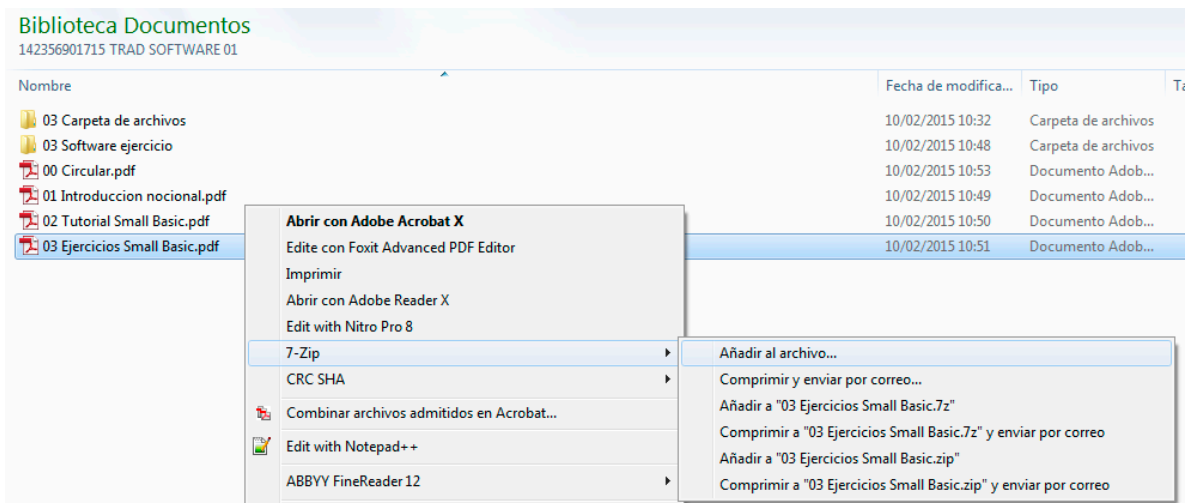 Biblioteca Documentos
142356901715 TRAD SOFTWARE 01
Nombre Fecha de modifica... Tipo Ta
03 Carpeta de archivos 10/02/2015 10:32 Carpeta de archivos
03 Software ejercicio 10/02/2015 10:48 Carpeta de archivos
00 Circular.pdf 10/02/2015 10:53 Documento Adob...
01 Introduccion nocional.pdf 10/02/2015 10:49 Documento Adob...
02 Tutorial Small Basic.pdf 10/02/2015 10:50 Documento Adob...
03 Ejercicios Small Basic.pdf 10/02/2015 10:51 Documento Adob...
Abrir con Adobe Acrobat X
Edite con Foxit Advanced PDF Editor
Imprimir
Abrir con Adobe Reader X
Edit with Nitro Pro 8
7-Zip
CRC SHA
Combinar archivos admitidos en Acrobat...
Edit with Notepad++
ABBYY FineReader 12
Añadir al archivo...
Comprimir y enviar por correo...
Añadir a "03 Ejercicios Small Basic.7z"
Comprimir a "03 Ejercicios Small Basic.7z" y enviar por correo
Añadir a "03 Ejercicios Small Basic.zip"
Comprimir a "03 Ejercicios Small Basic.zip" y enviar por correo